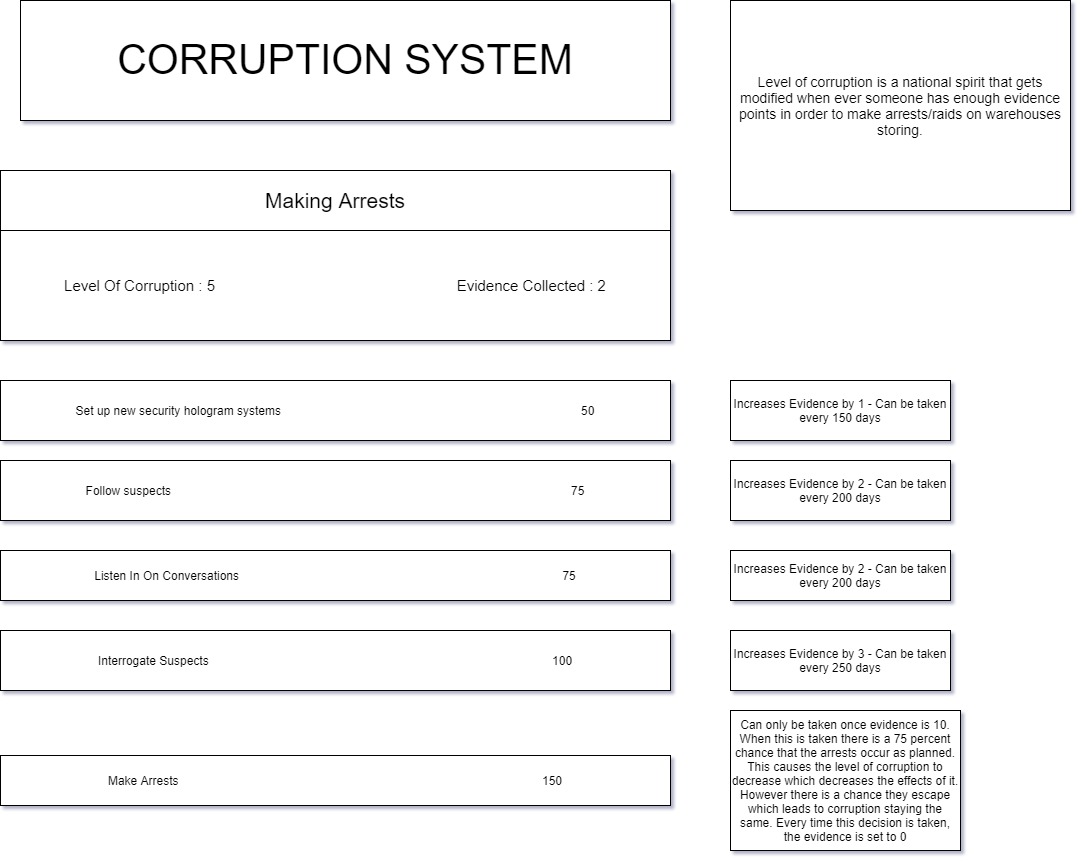 CORRUPTION SYSTEM
Level of corruption is a national spirit that gets
modified when ever someone has enough evidence
points in order to make arrests/raids on warehouses
storing.
Making Arrests
Level Of Corruption : 5
Evidence Collected : 2
Set up new security hologram systems
50
Increases Evidence by 1 - Can be taken
every 150 days
Follow suspects
75
Increases Evidence by 2 - Can be taken
every 200 days
Listen In On Conversations
75
Increases Evidence by 2 - Can be taken
every 200 days
Interrogate Suspects
100
Increases Evidence by 3 - Can be taken
every 250 days
Make Arrests
150
Can only be taken once evidence is 10.
When this is taken there is a 75 percent
chance that the arrests occur as planned.
This causes the level of corruption to
decrease which decreases the effects of it.
However there is a chance they escape
which leads to corruption staying the
same. Every time this decision is taken,
the evidence is set to 0